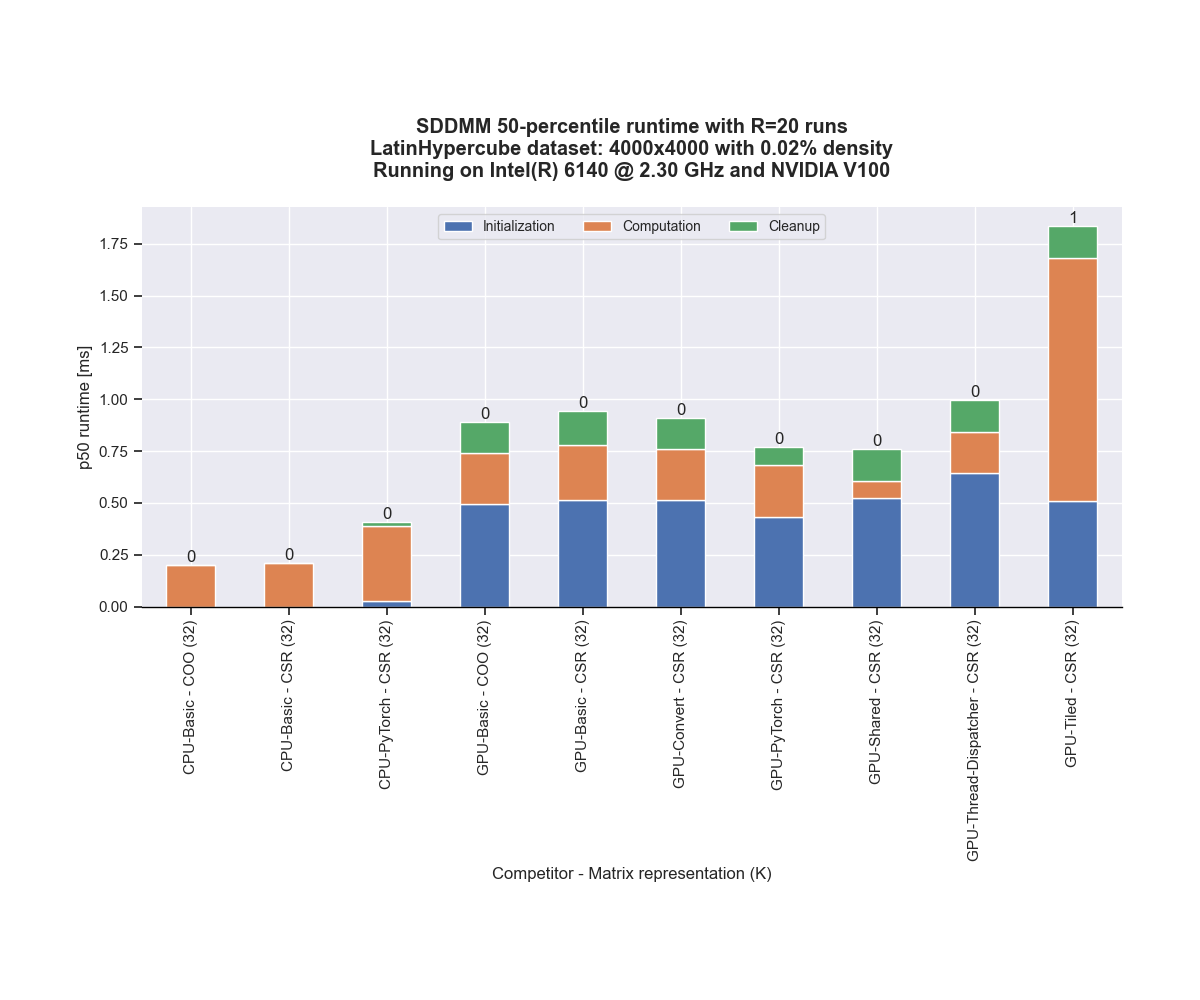 SDDMM 50-percentile runtime with R=20 runs
LatinHypercube dataset: 4000x4000 with 0.02% density
Running on Intel(R) 6140 @ 2.30 GHz and NVIDIA V100
Initialization
Computation
Cleanup
p50 runtime [ms]
1.75
1.50
1.25
1.00
0.75
0.50
0.25
0.00
0
0
0
0
0
0
0
0
0
1
CPU-Basic - COO (32)
CPU-Basic - CSR (32)
CPU-PyTorch - CSR (32)
GPU-Basic - COO (32)
GPU-Basic - CSR (32)
GPU-Convert - CSR (32)
GPU-PyTorch - CSR (32)
GPU-Shared - CSR (32)
GPU-Thread-Dispatcher - CSR (32)
GPU-Tiled - CSR (32)
Competitor - Matrix representation (K)